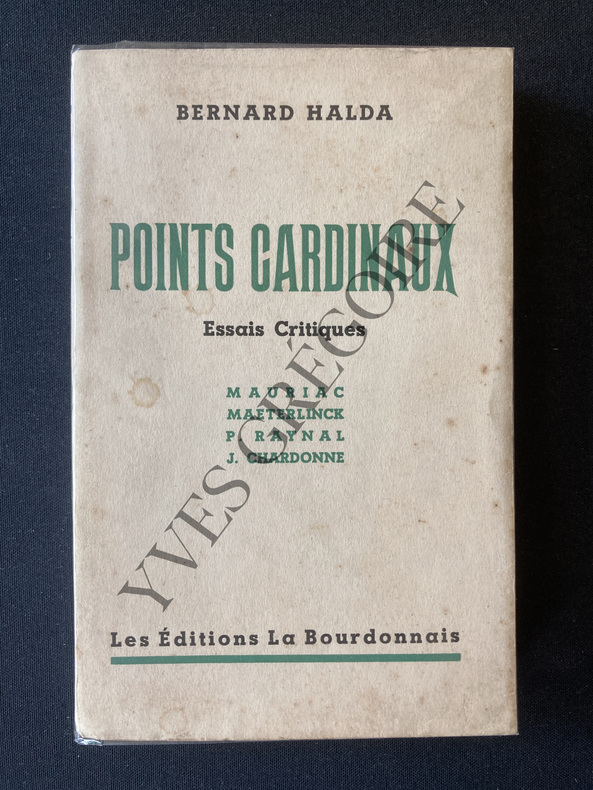 BERNARD HALDA
POINTS CARDINAUX
Essais Critiques
MAURIAC
MAETERLINCK
P. RAYNAL
J. CHARDONNE
Les Éditions La Bourdonnais
YVES GRÉGOIRE